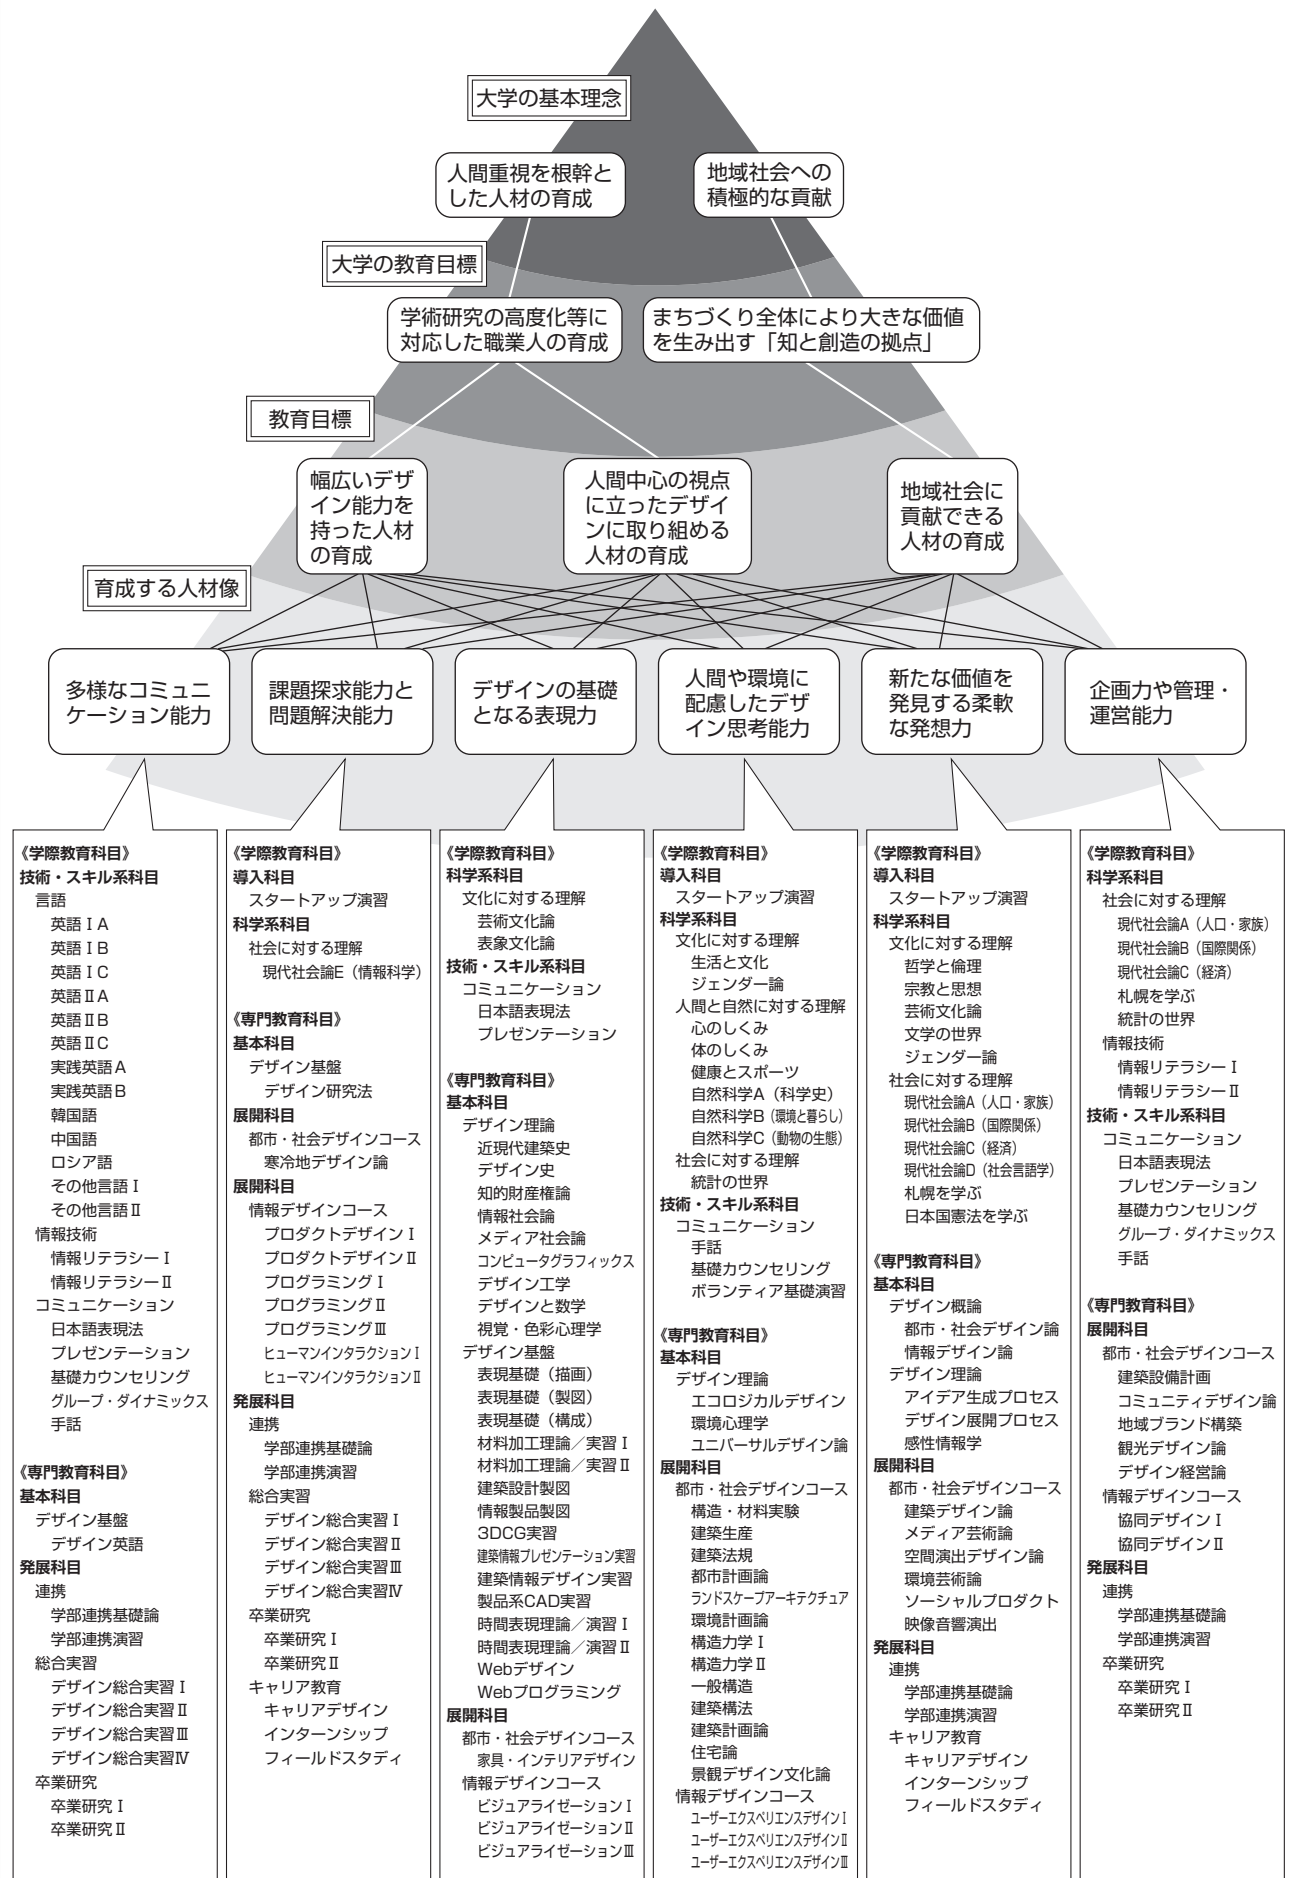 大学の基本理念
人間重視を根幹と
した人材の育成
地域社会への
積極的な貢献
大学の教育目標
学術研究の高度化等に
対応した職業人の育成
まちづくり全体により大きな価値
を生み出す「知と創造の拠点」
教育目標
幅広いデザ
イン能力を
持った人材
の育成
人間中心の視点
に立ったデザイ
ンに取り組める
人材の育成
地域社会に
貢献できる
人材の育成
育成する人材像
多様なコミュニ
ケーション能力
課題探求能力と
問題解決能力
デザインの基礎
となる表現力
人間や環境に
配慮したデザ
イン思考能力
新たな価値を
発見する柔軟
な発想力
企画力や管理・
運営能力
《学際教育科目》
技術・スキル系科目
言語
英語ⅠA
英語ⅠB
英語ⅠC
英語ⅡA
英語ⅡB
英語ⅡC
実践英語A
実践英語B
韓国語
中国語
ロシア語
その他言語Ⅰ
その他言語Ⅱ
情報技術
情報リテラシーⅠ
情報リテラシーⅡ
コミュニケーション
日本語表現法
プレゼンテーション
基礎カウンセリング
グループ・ダイナミックス
手話
《専門教育科目》
基本科目
デザイン基盤
デザイン英語
発展科目
連携
学部連携基礎論
学部連携演習
総合実習
デザイン総合実習Ⅰ
デザイン総合実習Ⅱ
デザイン総合実習Ⅲ
デザイン総合実習Ⅳ
卒業研究
卒業研究Ⅰ
卒業研究Ⅱ
《学際教育科目》
導入科目
スタートアップ演習
科学系科目
社会に対する理解
現代社会論E（情報科学）
《専門教育科目》
基本科目
デザイン基盤
デザイン研究法
展開科目
都市・社会デザインコース
寒冷地デザイン論
展開科目
情報デザインコース
プロダクトデザインⅠ
プロダクトデザインⅡ
プログラミングⅠ
プログラミングⅡ
プログラミングⅢ
ヒューマンインタラクションⅠ
ヒューマンインタラクションⅡ
発展科目
連携
学部連携基礎論
学部連携演習
総合実習
デザイン総合実習Ⅰ
デザイン総合実習Ⅱ
デザイン総合実習Ⅲ
デザイン総合実習Ⅳ
卒業研究
卒業研究Ⅰ
卒業研究Ⅱ
キャリア教育
キャリアデザイン
インターンシップ
フィールドスタディ
《学際教育科目》
科学系科目
文化に対する理解
芸術文化論
表象文化論
技術・スキル系科目
コミュニケーション
日本語表現法
プレゼンテーション
《専門教育科目》
基本科目
デザイン理論
近現代建築史
デザイン史
知的財産権論
情報社会論
メディア社会論
コンピュータグラフィックス
デザイン工学
デザインと数学
視覚・色彩心理学
デザイン基盤
表現基礎（描画）
表現基礎（製図）
表現基礎（構成）
材料加工理論／実習Ⅰ
材料加工理論／実習Ⅱ
建築設計製図
情報製品製図
3DCG実習
建築情報プレゼンテーション実習
建築情報デザイン実習
製品系CAD実習
時間表現理論／演習Ⅰ
時間表現理論／演習Ⅱ
Webデザイン
Webプログラミング
展開科目
都市・社会デザインコース
家具・インテリアデザイン
情報デザインコース
ビジュアライゼーションⅠ
ビジュアライゼーションⅡ
ビジュアライゼーションⅢ
《学際教育科目》
導入科目
スタートアップ演習
科学系科目
文化に対する理解
生活と文化
ジェンダー論
人間と自然に対する理解
心のしくみ
体のしくみ
健康とスポーツ
自然科学A（科学史）
自然科学B（環境と暮らし）
自然科学C（動物の生態）
社会に対する理解
統計の世界
技術・スキル系科目
コミュニケーション
手話
基礎カウンセリング
ボランティア基礎演習
《専門教育科目》
基本科目
デザイン理論
エコロジカルデザイン
環境心理学
ユニバーサルデザイン論
展開科目
都市・社会デザインコース
構造・材料実験
建築生産
建築法規
都市計画論
ランドスケープアーキテクチュア
環境計画論
構造力学Ⅰ
構造力学Ⅱ
一般構造
建築構法
建築計画論
住宅論
景観デザイン文化論
情報デザインコース
ユーザーエクスペリエンスデザインⅠ
ユーザーエクスペリエンスデザインⅡ
ユーザーエクスペリエンスデザインⅢ
《学際教育科目》
導入科目
スタートアップ演習
科学系科目
文化に対する理解
哲学と倫理
宗教と思想
芸術文化論
文学の世界
ジェンダー論
社会に対する理解
現代社会論A（人口・家族）
現代社会論B（国際関係）
現代社会論C（経済）
現代社会論D（社会言語学）
札幌を学ぶ
日本国憲法を学ぶ
《専門教育科目》
基本科目
デザイン概論
都市・社会デザイン論
情報デザイン論
デザイン理論
アイデア生成プロセス
デザイン展開プロセス
感性情報学
展開科目
都市・社会デザインコース
建築デザイン論
メディア芸術論
空間演出デザイン論
環境芸術論
ソーシャルプロダクト
映像音響演出
発展科目
連携
学部連携基礎論
学部連携演習
キャリア教育
キャリアデザイン
インターンシップ
フィールドスタディ
《学際教育科目》
科学系科目
社会に対する理解
現代社会論A（人口・家族）
現代社会論B（国際関係）
現代社会論C（経済）
札幌を学ぶ
統計の世界
情報技術
情報リテラシーⅠ
情報リテラシーⅡ
技術・スキル系科目
コミュニケーション
日本語表現法
プレゼンテーション
基礎カウンセリング
グループ・ダイナミックス
手話
《専門教育科目》
展開科目
都市・社会デザインコース
建築設備計画
コミュニティデザイン論
地域ブランド構築
観光デザイン論
デザイン経営論
情報デザインコース
協同デザインⅠ
協同デザインⅡ
発展科目
連携
学部連携基礎論
学部連携演習
卒業研究
卒業研究Ⅰ
卒業研究Ⅱ